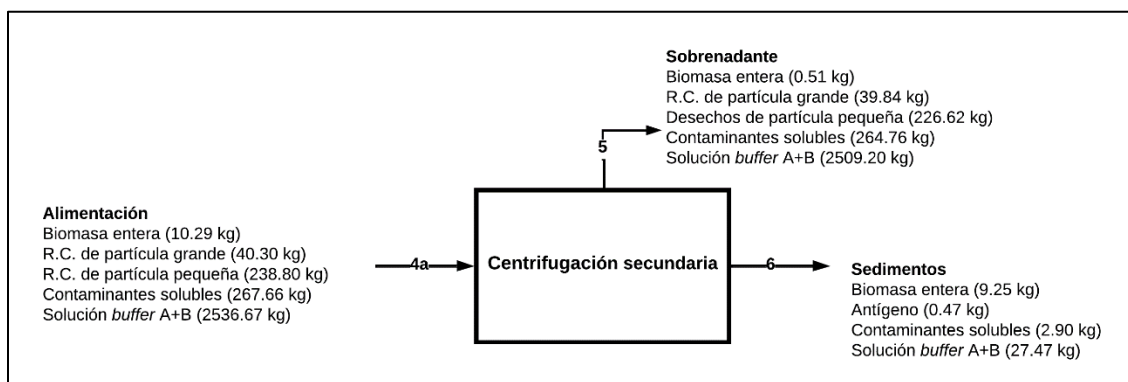 Sobrenadante
Biomasa entera (0.51 kg)
R.C. de partícula grande (39.84 kg)
Desechos de partícula pequeña (226.62 kg)
Contaminantes solubles (264.76 kg)
Solución buffer A+B (2509.20 kg)
5
Alimentación
Biomasa entera (10.29 kg)
R.C. de partícula grande (40.30 kg)
R.C. de partícula pequeña (238.80 kg)
Contaminantes solubles (267.66 kg)
Solución buffer A+B (2536.67 kg)
4a
Centrifugación secundaria
6
Sedimentos
Biomasa entera (9.25 kg)
Antígeno (0.47 kg)
Contaminantes solubles (2.90 kg)
Solución buffer A+B (27.47 kg)